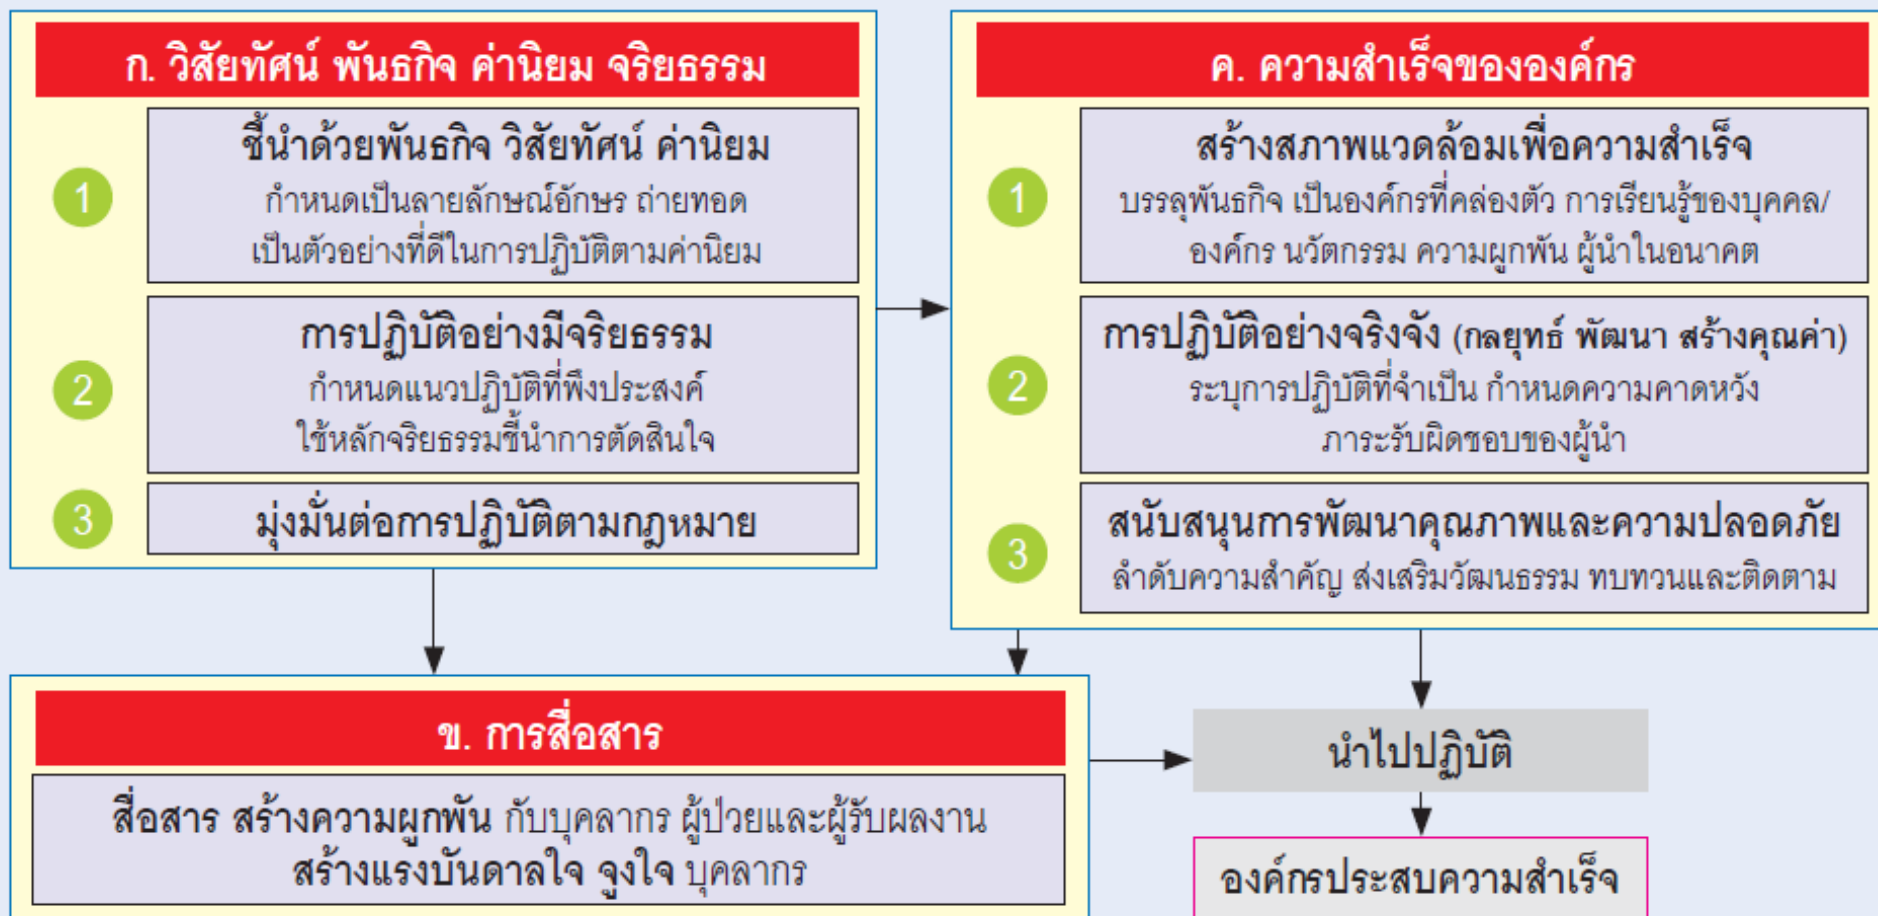 ก. วิสัยทัศน์ พันธกิจ ค่านิยม จริยธรรม
1
ชี้นำด้วยพันธกิจ วิสัยทัศน์ ค่านิยม
กำหนดเป็นลายลักษณ์อักษร ถ่ายทอด
เป็นตัวอย่างที่ดีในการปฏิบัติตามค่านิยม
2
การปฏิบัติอย่างมีจริยธรรม
กำหนดแนวปฏิบัติที่พึงประสงค์
ใช้หลักจริยธรรมชี้นำการตัดสินใจ
3
มุ่งมั่นต่อการปฏิบัติตามกฎหมาย
ค. ความสำเร็จขององค์กร
1
สร้างสภาพแวดล้อมเพื่อความสำเร็จ
บรรลุพันธกิจ เป็นองค์กรที่คล่องตัว การเรียนรู้ของบุคคล/
องค์กร นวัตกรรม ความผูกพัน ผู้นำในอนาคต
2
การปฏิบัติอย่างจริงจัง (กลยุทธ์ พัฒนา สร้างคุณค่า)
ระบุการปฏิบัติที่จำเป็น กำหนดความคาดหวัง
ภาระรับผิดชอบของผู้นำ
3
สนับสนุนการพัฒนาคุณภาพและความปลอดภัย
ลำดับความสำคัญ ส่งเสริมวัฒนธรรม ทบทวนและติดตาม
ข. การสื่อสาร
สื่อสาร สร้างความผูกพัน กับบุคลากร ผู้ป่วยและผู้รับผลงาน
สร้างแรงบันดาลใจ จูงใจ บุคลากร
นำไปปฏิบัติ
องค์กรประสบความสำเร็จ